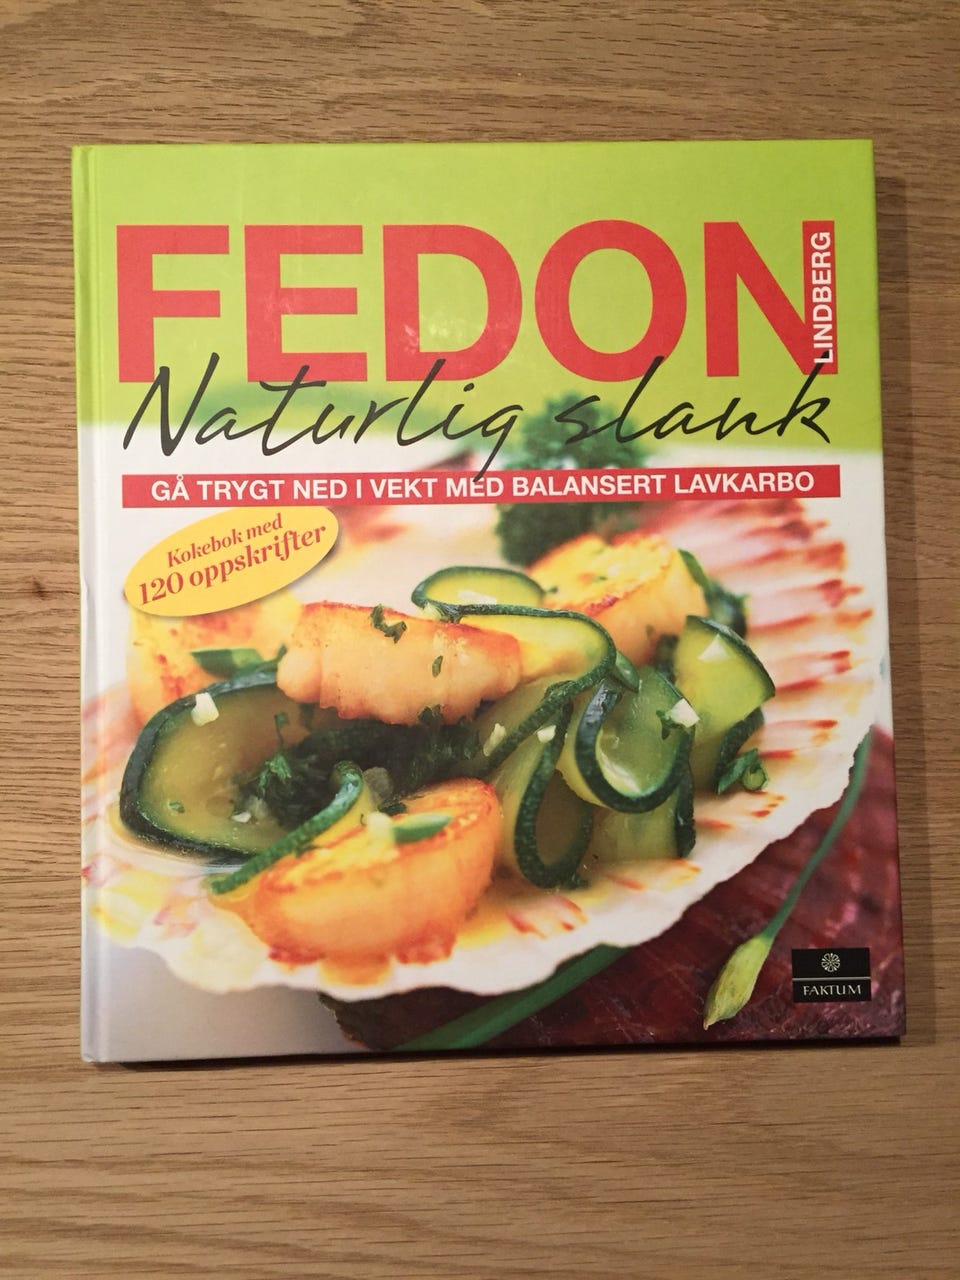 FEDON
LINDBERG
Naturlig slank
GÅ TRYGT NED I VEKT MED BALANSERT LAVKARBO
Kokebok med
120 oppskrifter
FAKTUM